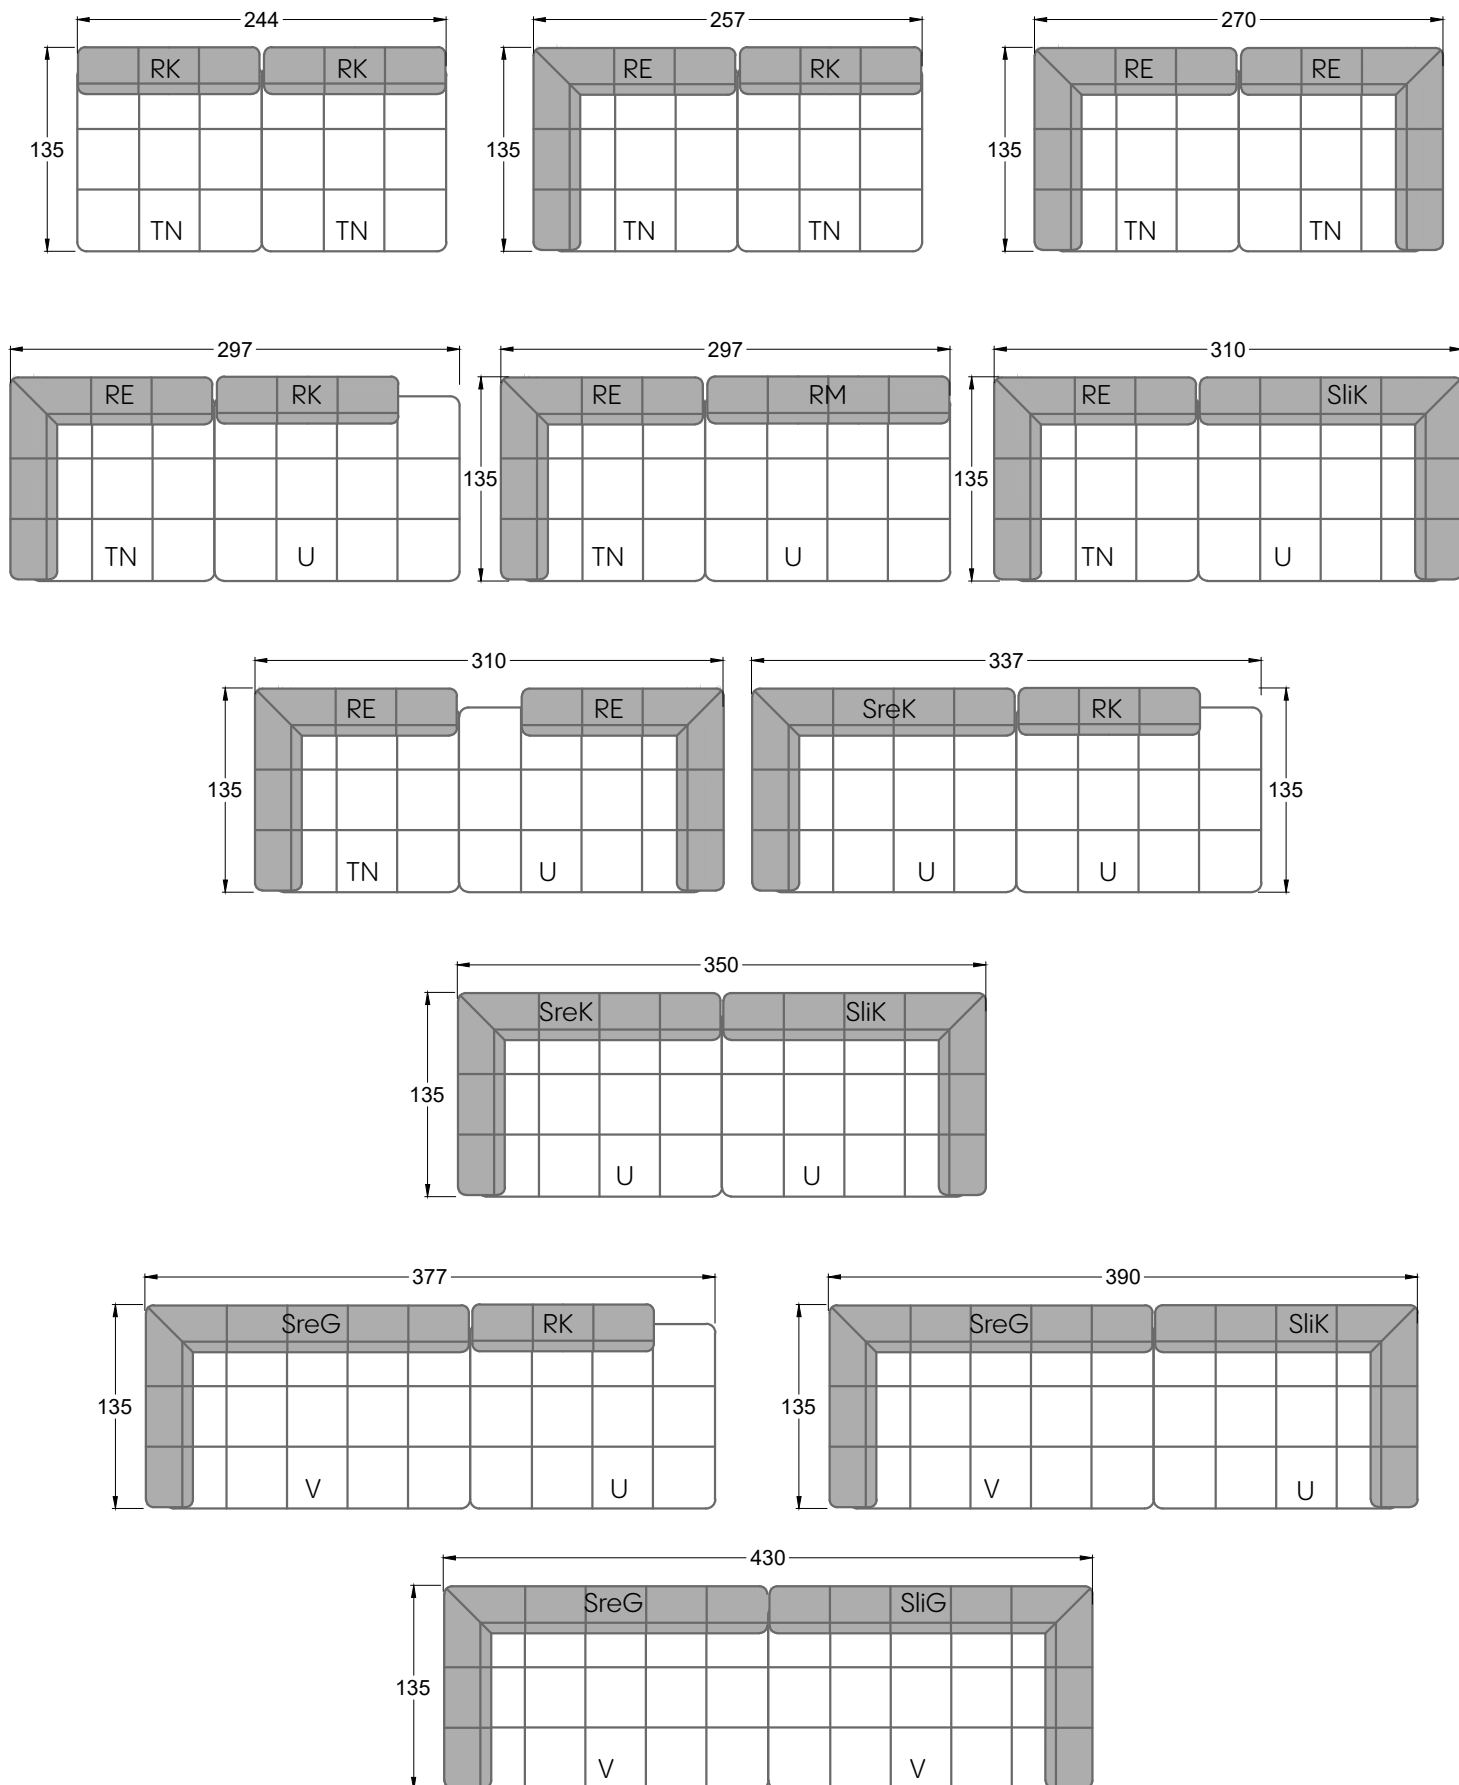 244 257 270
RK RK RE RK RE RE
135 135 135
TN TN TN TN TN TN
297 297 310
RE RK RE RM RE SliK
135 135
TN U TN U TN U
310 337
RE RE SreK RK
135 135
TN U U U
350
SreK SliK
135
U U
377 390
SreG RK SreG SliK
135 135
V U V U
430
SreG SliG
135
V V